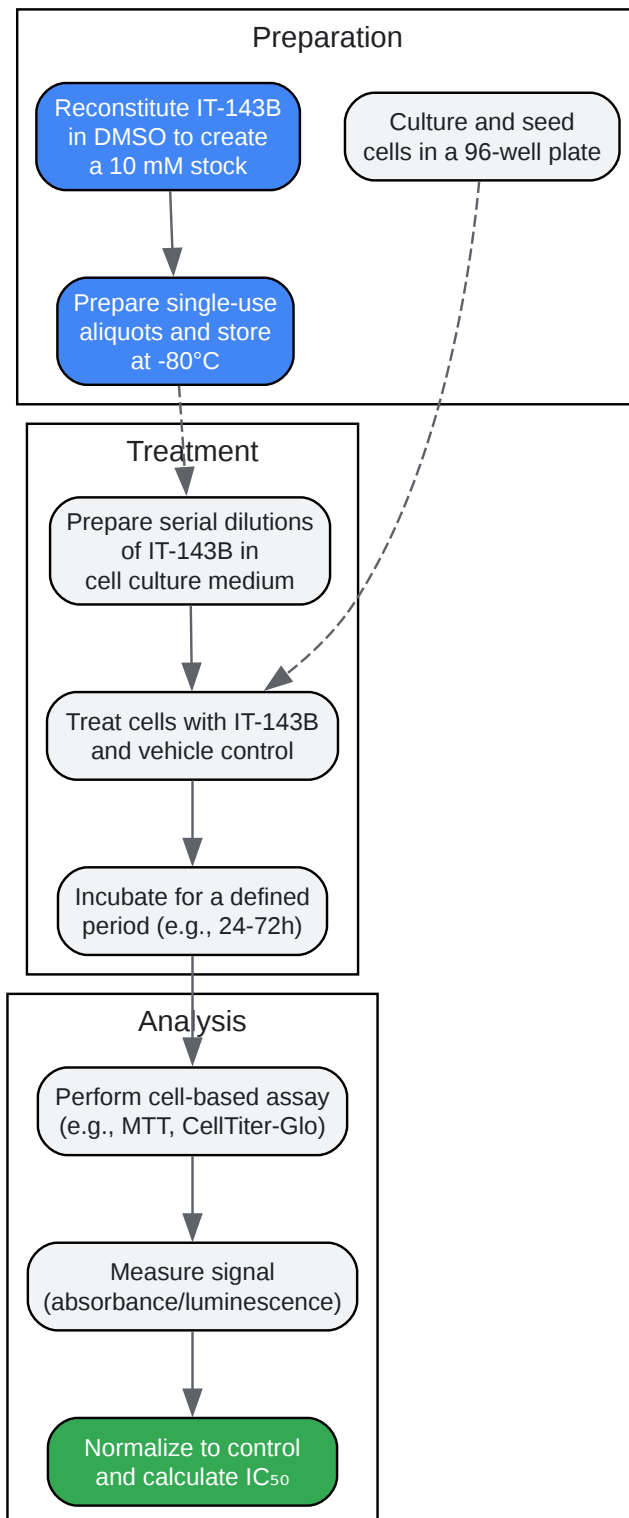 Preparation
Reconstitute IT-143B
in DMSO to create
a 10 mM stock
Culture and seed
cells in a 96-well plate
Prepare single-use
aliquots and store
at -80°C
Treatment
Prepare serial dilutions
of IT-143B in
cell culture medium
Treat cells with IT-143B
and vehicle control
Incubate for a defined
period (e.g., 24-72h)
Analysis
Perform cell-based assay
(e.g., MTT, CellTiter-Glo)
Measure signal
(absorbance/luminescence)
Normalize to control
and calculate IC₅₀